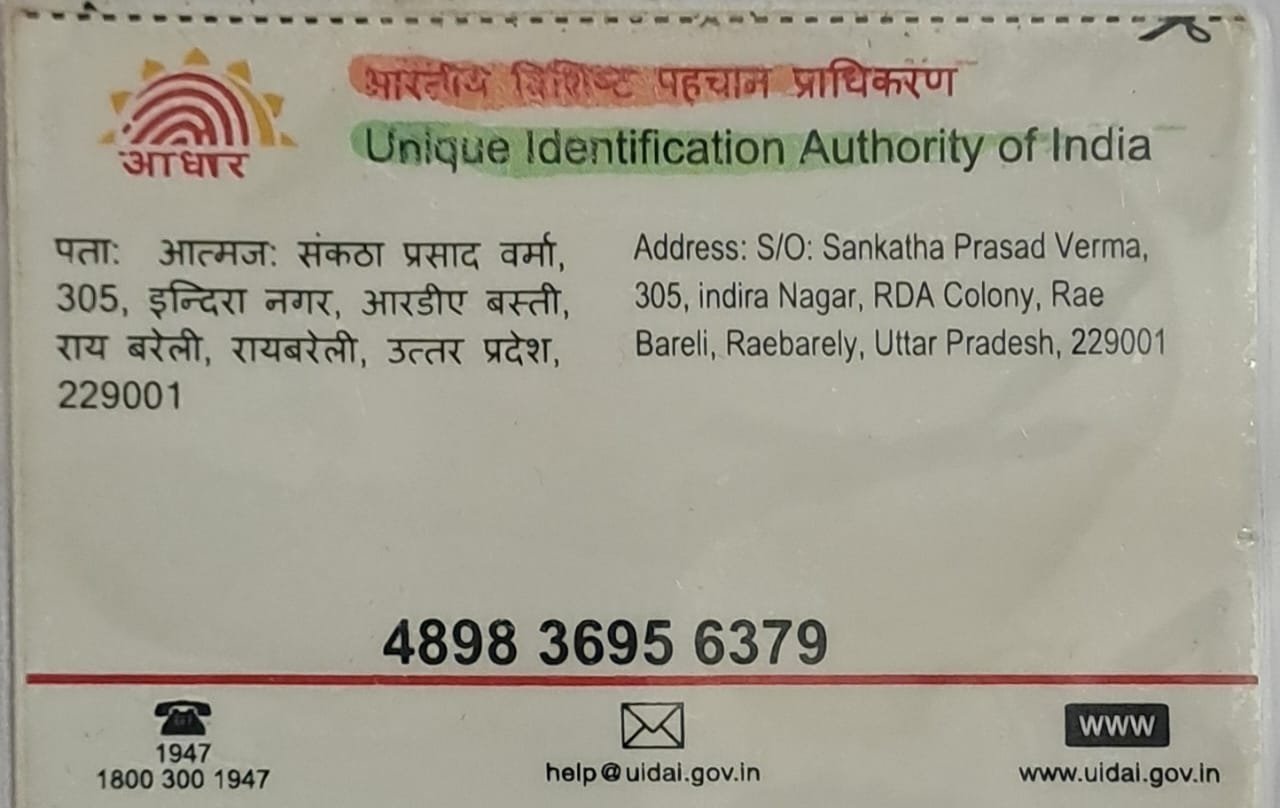 आधार
भारतीय विशिष्ट पहचान प्राधिकरण
Unique Identification Authority of India
पता: आत्मज: संकठा प्रसाद वर्मा,
305, इन्दिरा नगर, आरडीए बस्ती,
राय बरेली, रायबरेली, उत्तर प्रदेश,
229001
Address: S/O: Sankatha Prasad Verma,
305, indira Nagar, RDA Colony, Rae
Bareli, Raebarely, Uttar Pradesh, 229001
4898 3695 6379
1947
1800 300 1947
help@uidai.gov.in
WWW
www.uidai.gov.in